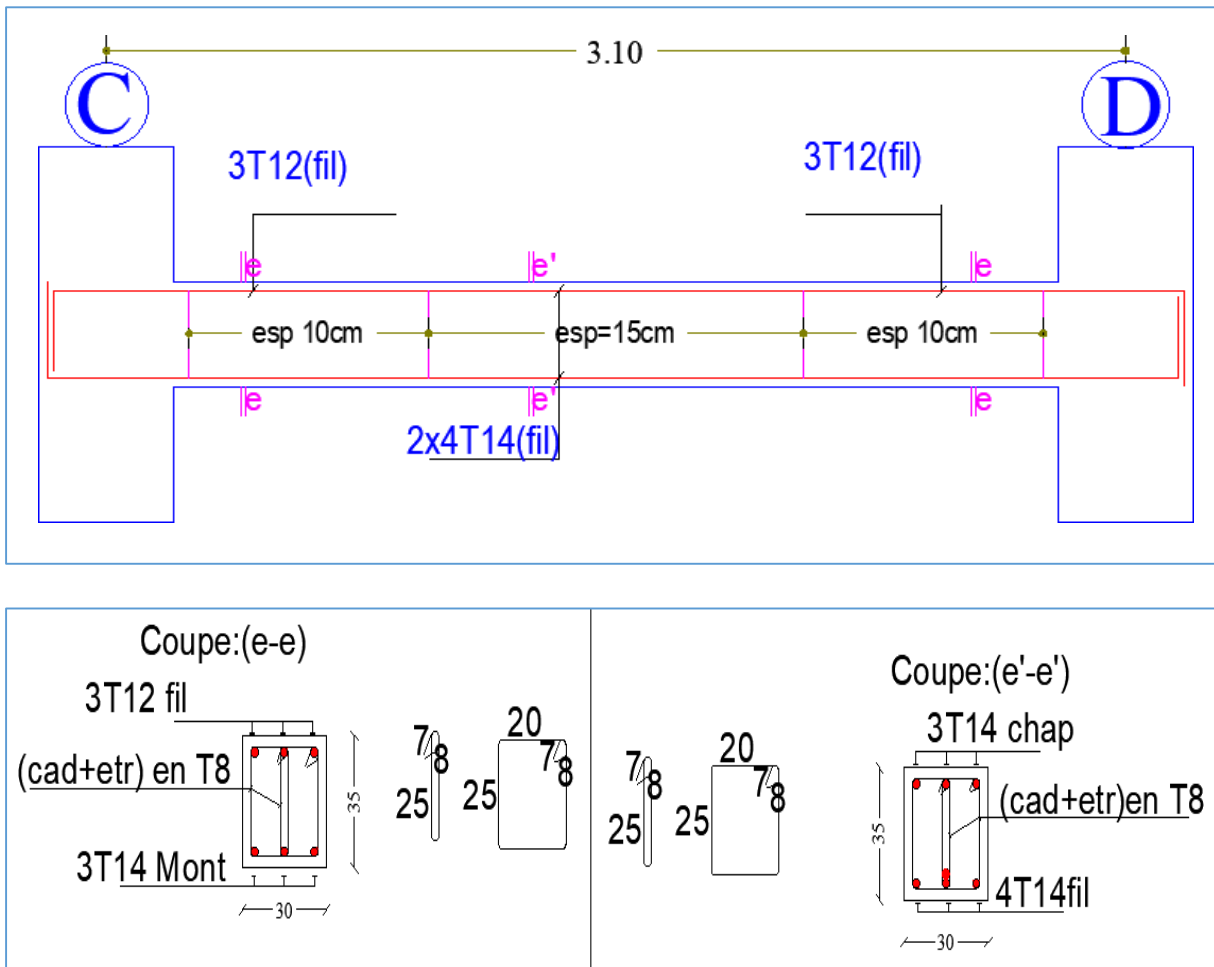 3.10
C
D
3T12(fil)
3T12(fil)
e
e'
e
esp 10cm
esp=15cm
esp 10cm
e
e'
e
2x4T14(fil)
Coupe:(e-e)
3T12 fil
(cad+etr) en T8
3T14 Mont
35
30
7
8
25
20
7
8
25
Coupe:(e'-e')
3T14 chap
(cad+etr)en T8
4T14fil
35
30
7
8
25
20
7
8
25